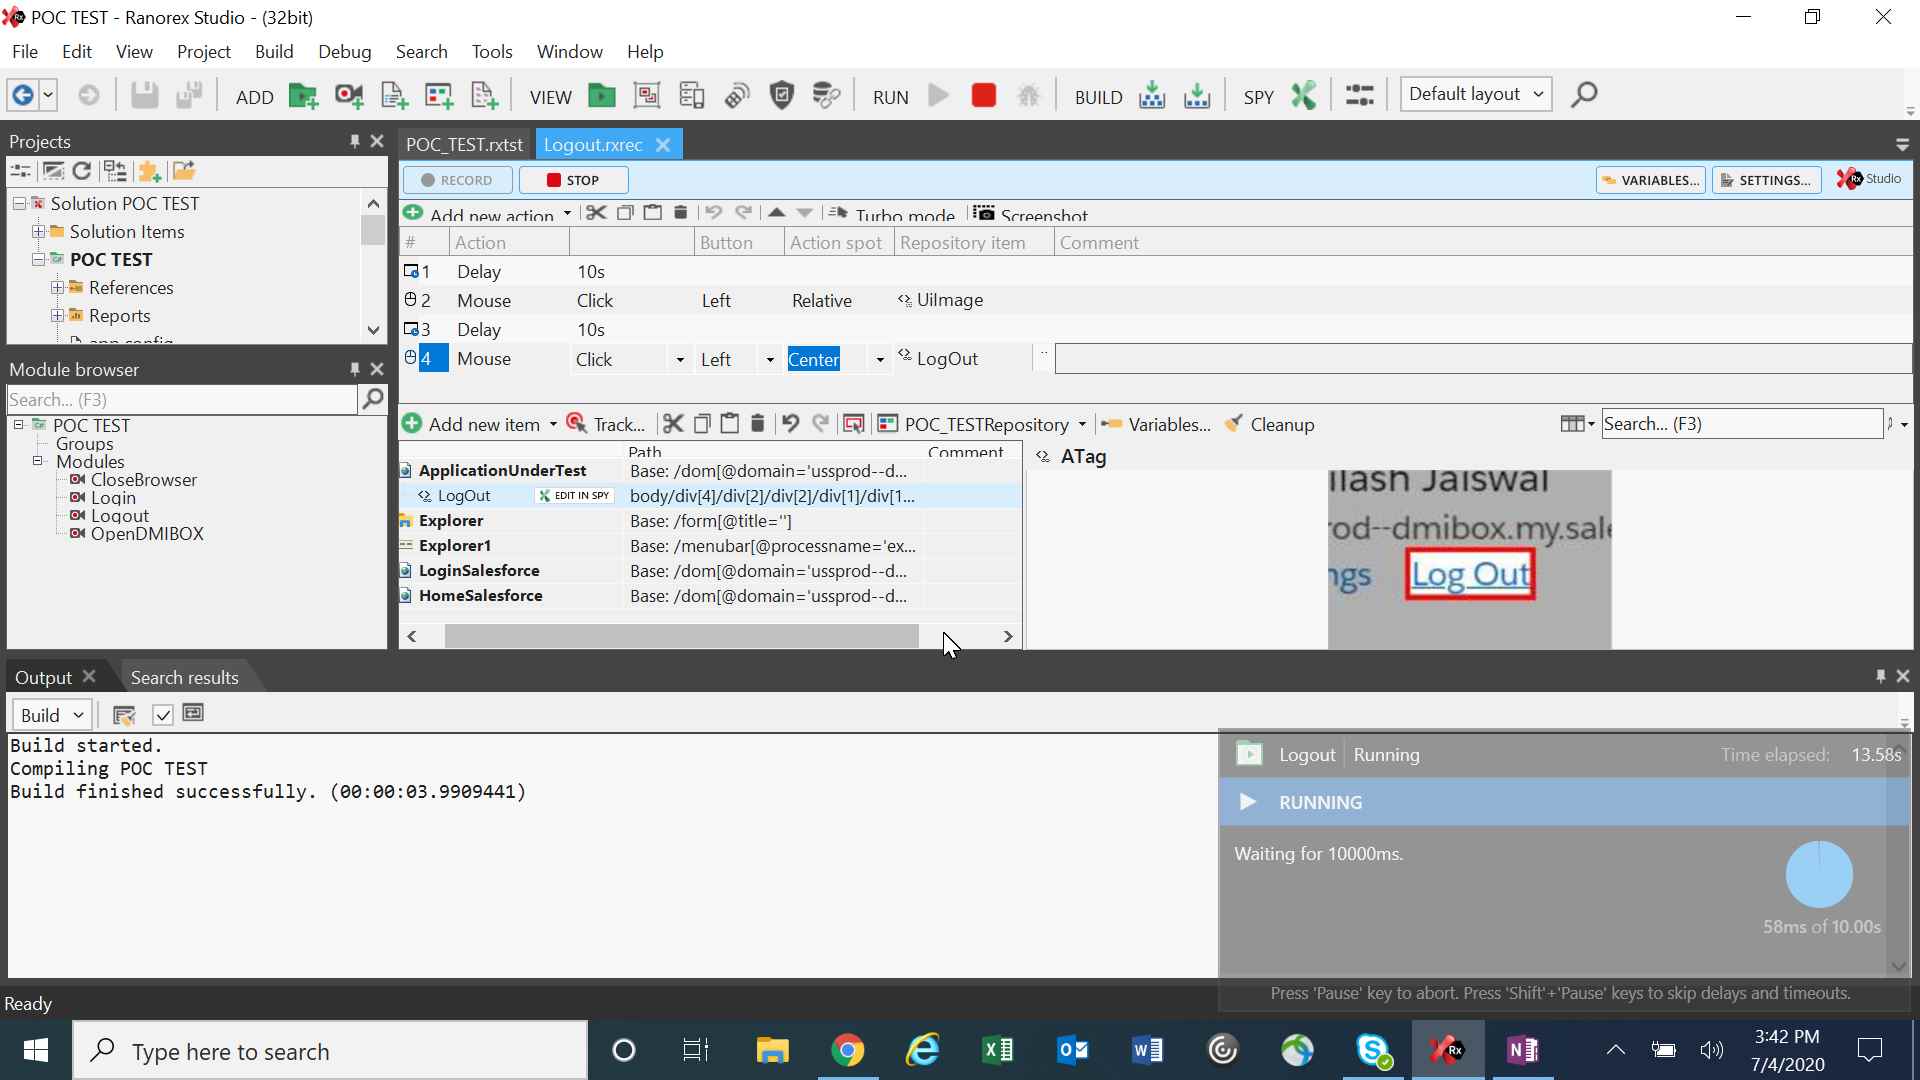 POC TEST - Ranorex Studio - (32bit)
File Edit View Project Build Debug Search Tools Window Help
ADD VIEW RUN BUILD SPY Default layout
Projects
POC_TEST.rxtst Logout.rxrec
RECORD STOP VARIABLES... SETTINGS... Studio
Solution POC TEST
Solution Items
POC TEST
References
Reports
app.config
Add new action Turbo mode Screenshot
# Action Button Action spot Repository item Comment
1 Delay 10s
2 Mouse Click Left Relative UiImage
3 Delay 10s
4 Mouse Click Left Center LogOut
Module browser
Search... (F3)
POC TEST
Groups
Modules
CloseBrowser
Login
Logout
OpenDMIBOX
Add new item Track... POC_TESTRepository Variables... Cleanup Search... (F3)
Path Comment
ApplicationUnderTest Base: /dom[@domain='ussprod--d...
LogOut EDIT IN SPY body/div[4]/div[2]/div[2]/div[1]/div[1...
Explorer Base: /form[@title='']
Explorer1 Base: /menubar[@processname='ex...
LoginSalesforce Base: /dom[@domain='ussprod--d...
HomeSalesforce Base: /dom[@domain='ussprod--d...
ATag
ilash Jaiswal
rod--dmibox.my.sale
ngs Log Out
Output Search results
Build
Build started.
Compiling POC TEST
Build finished successfully. (00:00:03.9909441)
Logout Running Time elapsed: 13.58s
RUNNING
Waiting for 10000ms.
58ms of 10.00s
Press 'Pause' key to abort. Press 'Shift'+'Pause' keys to skip delays and timeouts.
Ready
Type here to search
3:42 PM
7/4/2020